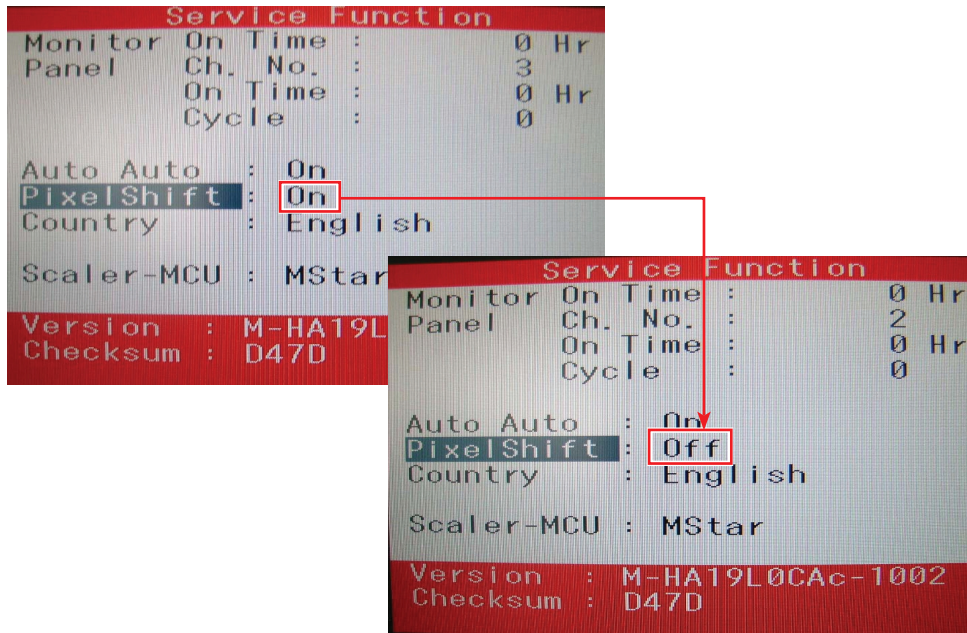 Service Function
Monitor On Time : 0 Hr
Panel Ch. No. : 3
On Time : 0 Hr
Cycle : 0
Auto Auto : On
PixelShift : On
Country : English
Scaler-MCU : MStar
Version : M-HA19L
Checksum : D47D
Service Function
Monitor On Time : 0 Hr
Panel Ch. No. : 2
On Time : 0 Hr
Cycle : 0
Auto Auto : On
PixelShift : Off
Country : English
Scaler-MCU : MStar
Version : M-HA19L0CAc-1002
Checksum : D47D